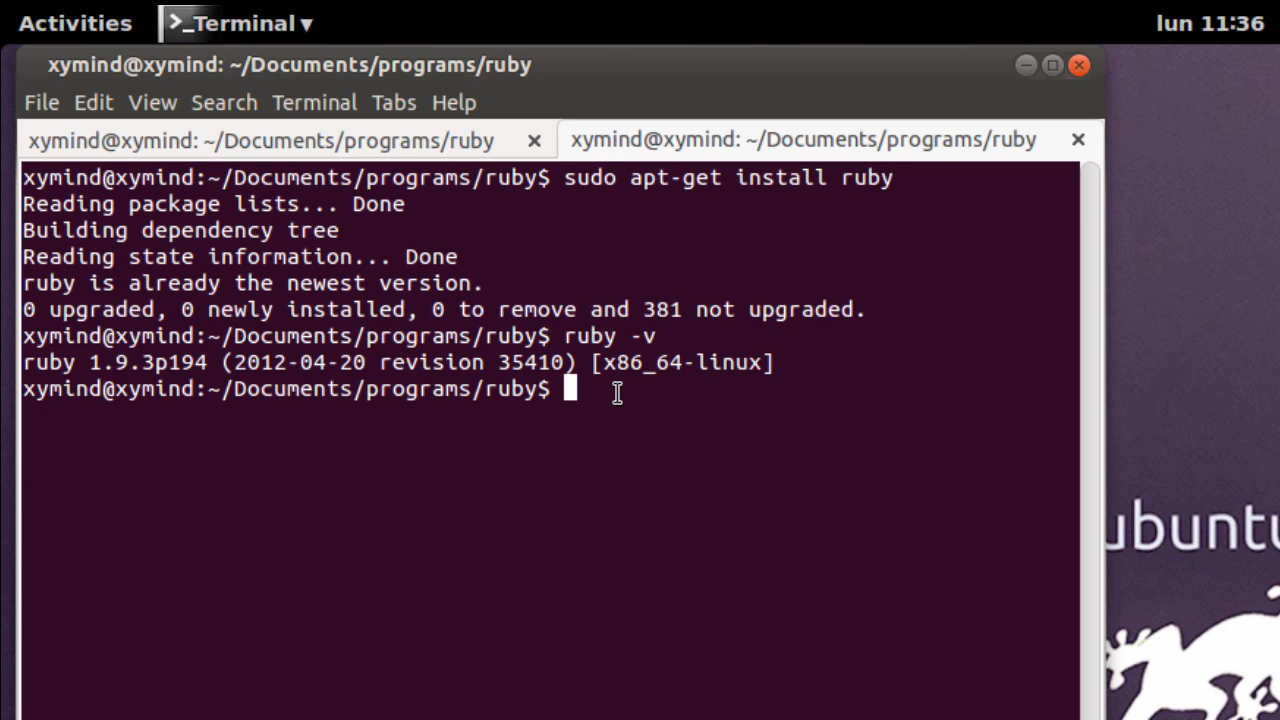 Activities >_Terminal ▾ lun 11:36
xymind@xymind: ~/Documents/programs/ruby
File Edit View Search Terminal Tabs Help
xymind@xymind: ~/Documents/programs/ruby × xymind@xymind: ~/Documents/programs/ruby ×
xymind@xymind:~/Documents/programs/ruby$ sudo apt-get install ruby
Reading package lists... Done
Building dependency tree
Reading state information... Done
ruby is already the newest version.
0 upgraded, 0 newly installed, 0 to remove and 381 not upgraded.
xymind@xymind:~/Documents/programs/ruby$ ruby -v
ruby 1.9.3p194 (2012-04-20 revision 35410) [x86_64-linux]
xymind@xymind:~/Documents/programs/ruby$
ubuntu